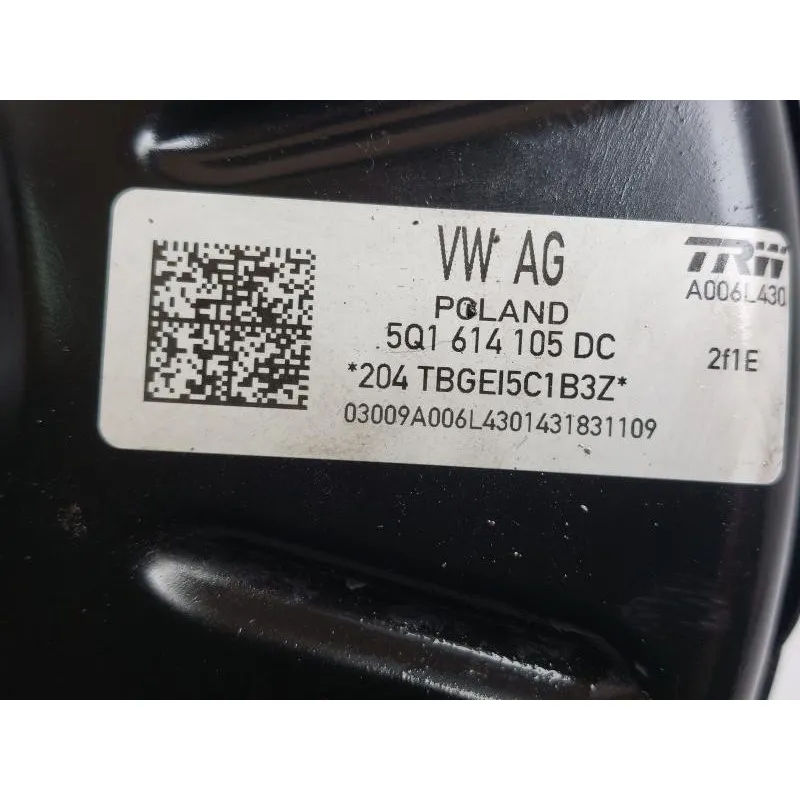 VW AG
TRW
A006L430
POLAND
5Q1 614 105 DC
2f1E
*204 TBGEI5C1B3Z*
03009A006L4301431831109